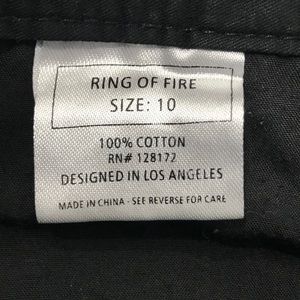 RING OF FIRE
SIZE: 10
100% COTTON
RN# 128172
DESIGNED IN LOS ANGELES
MADE IN CHINA - SEE REVERSE FOR CARE